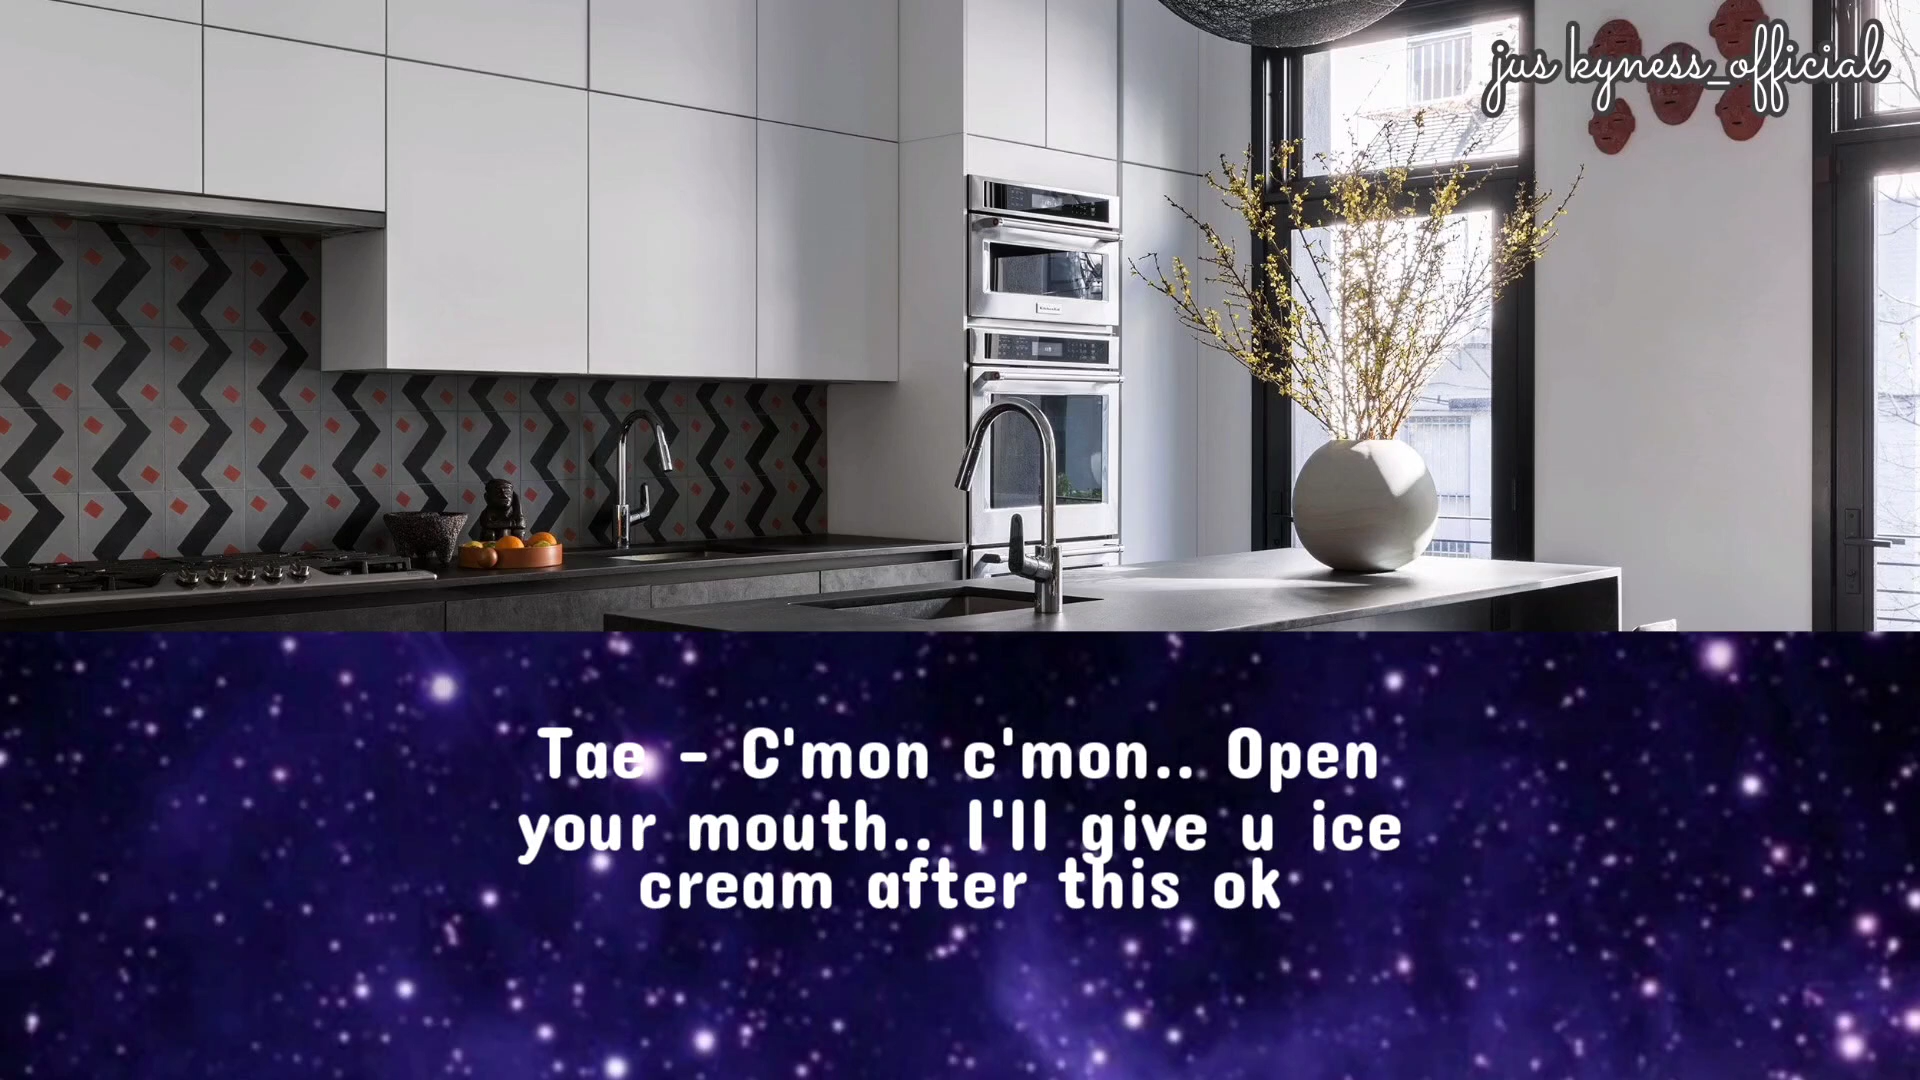 jus kyness_official
Tae - C'mon c'mon.. Open
your mouth.. I'll give u ice
cream after this ok